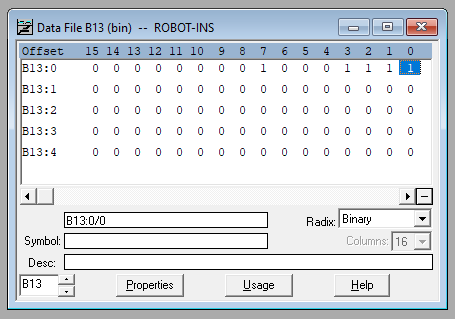 Data File B13 (bin) -- ROBOT-INS
Offset 15 14 13 12 11 10 9 8 7 6 5 4 3 2 1 0
B13:0 0 0 0 0 0 0 0 0 1 0 0 0 1 1 1 1
B13:1 0 0 0 0 0 0 0 0 0 0 0 0 0 0 0 0
B13:2 0 0 0 0 0 0 0 0 0 0 0 0 0 0 0 0
B13:3 0 0 0 0 0 0 0 0 0 0 0 0 0 0 0 0
B13:4 0 0 0 0 0 0 0 0 0 0 0 0 0 0 0 0
B13:0/0 Radix: Binary
Symbol: Columns: 16
Desc:
B13 Properties Usage Help